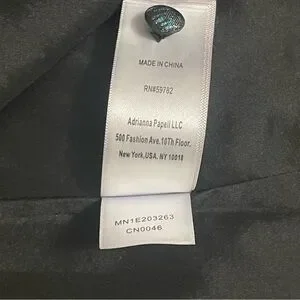 MADE IN CHINA
RN#59782
Adrianna Papell LLC
500 Fashion Ave.10Th Floor,
New York,USA. NY 10018
MN1E203263
CN0046